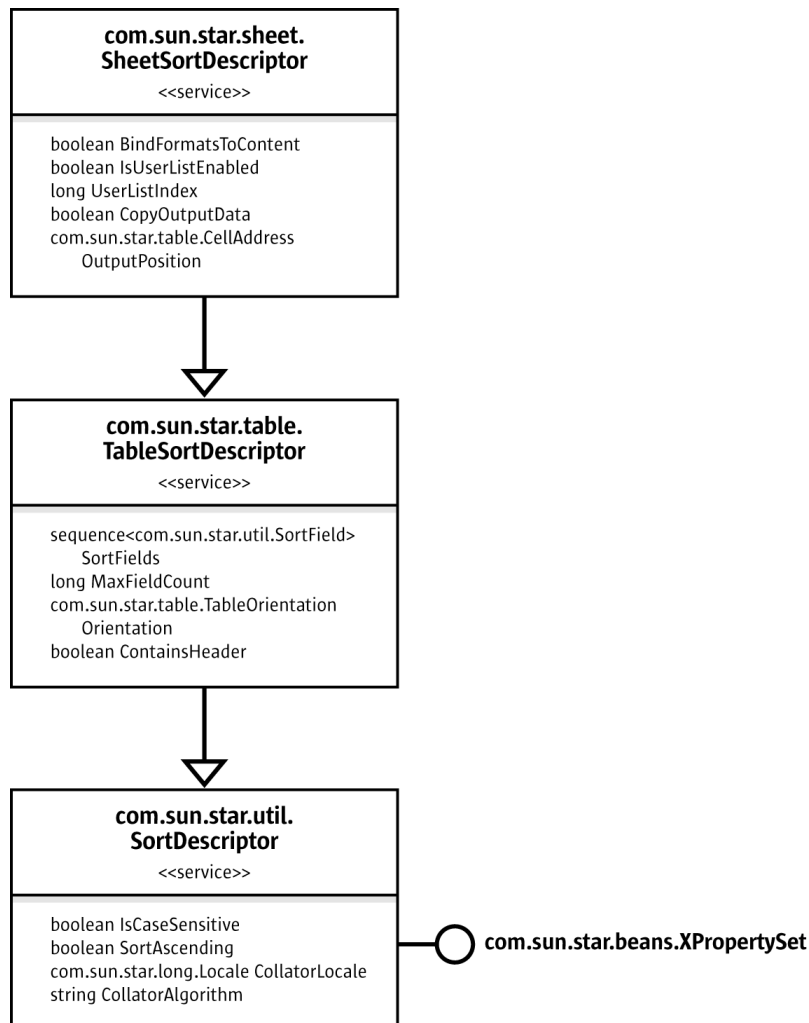 com.sun.star.sheet.
SheetSortDescriptor
<<service>>
boolean BindFormatsToContent
boolean IsUserListEnabled
long UserListIndex
boolean CopyOutputData
com.sun.star.table.CellAddress
OutputPosition
com.sun.star.table.
TableSortDescriptor
<<service>>
sequence<com.sun.star.util.SortField>
SortFields
long MaxFieldCount
com.sun.star.table.TableOrientation
Orientation
boolean ContainsHeader
com.sun.star.util.
SortDescriptor
<<service>>
boolean IsCaseSensitive
boolean SortAscending
com.sun.star.long.Locale CollatorLocale
string CollatorAlgorithm
com.sun.star.beans.XPropertySet